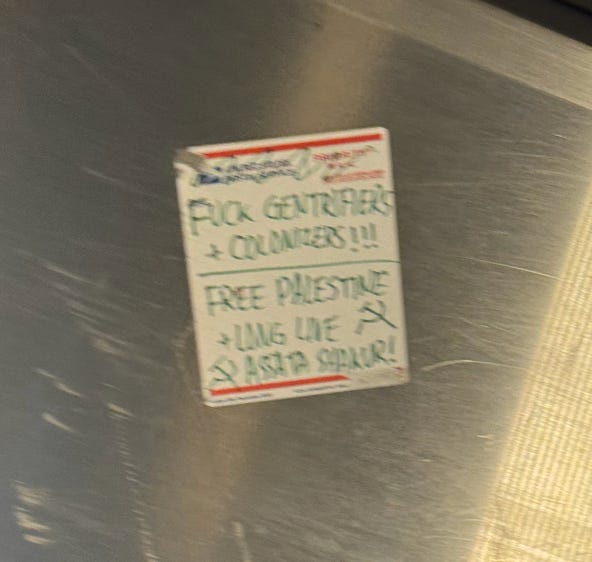 FUCK GENTRIFIERS
+ COLONIZERS!!!
FREE PALESTINE
+ LONG LIVE ☭
☭ ASSATA SHAKUR!